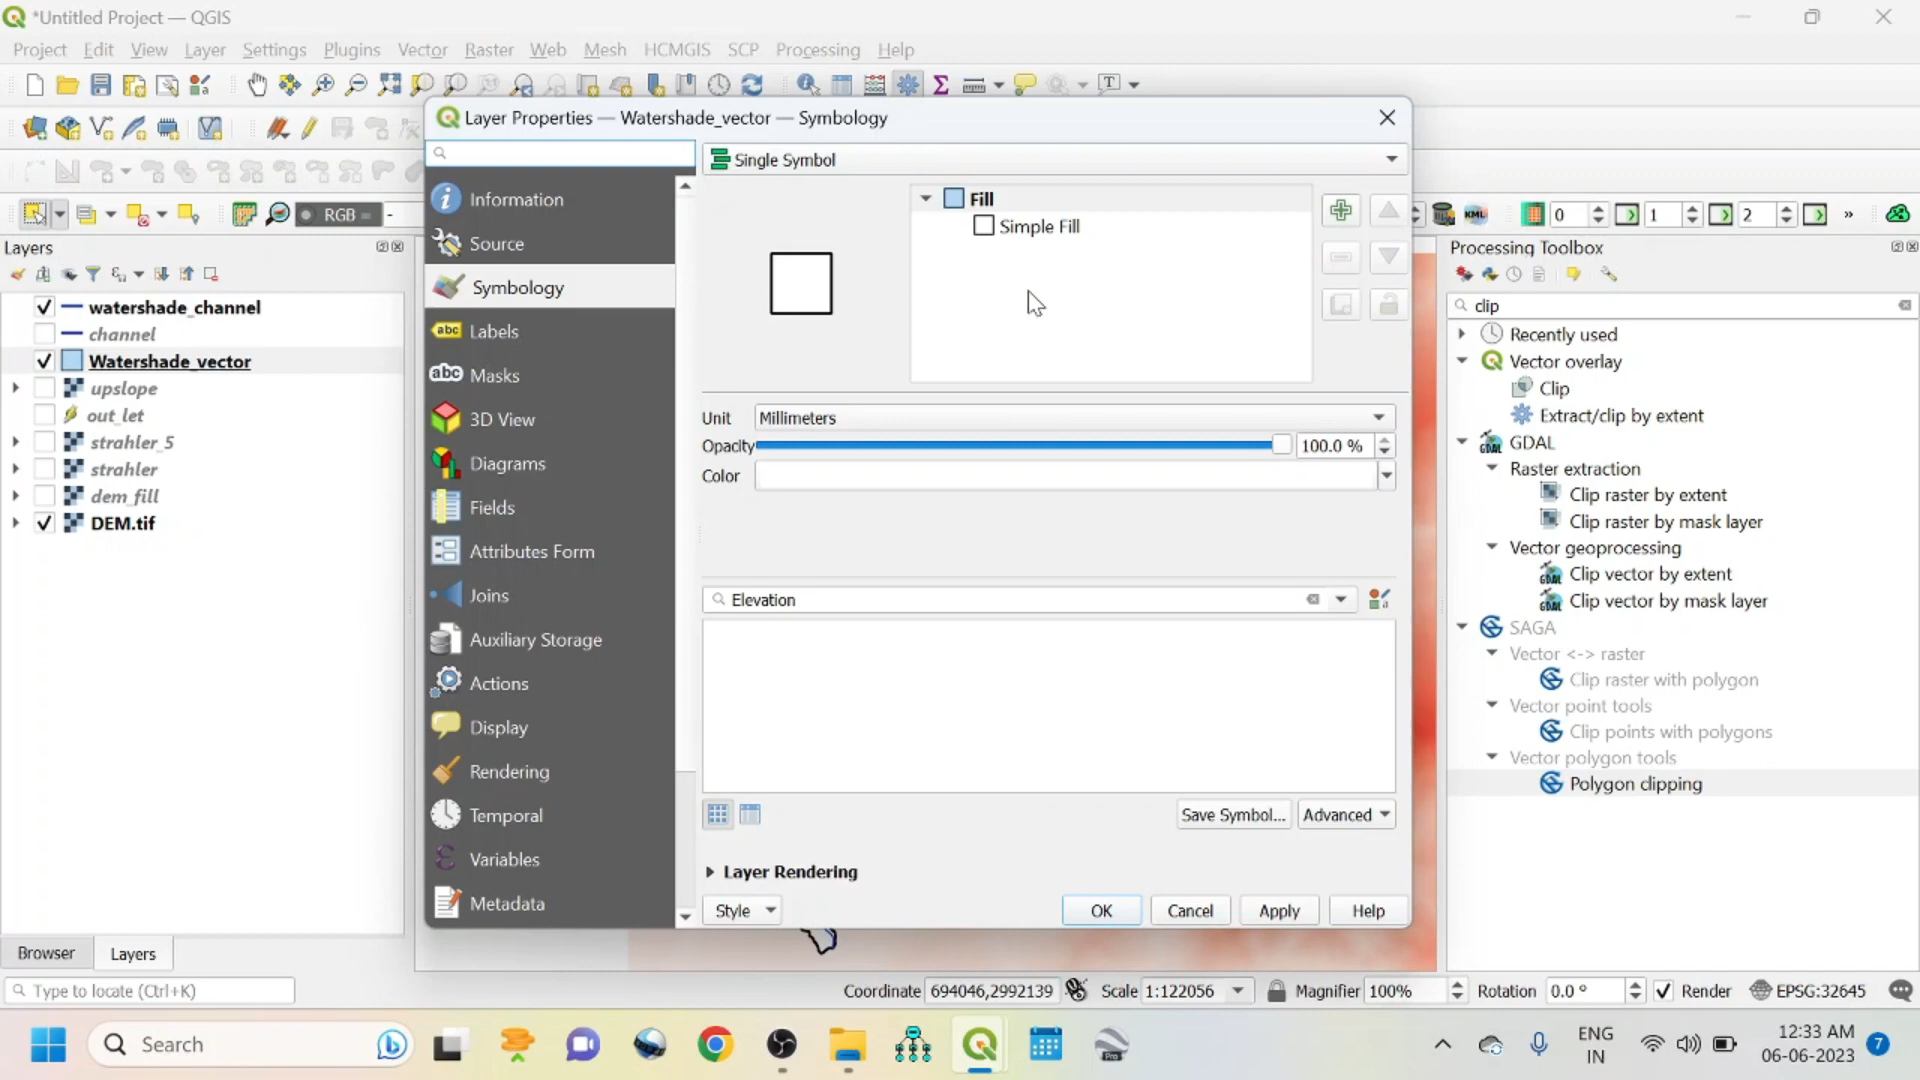 *Untitled Project — QGIS
Project Edit View Layer Settings Plugins Vector Raster Web Mesh HCMGIS SCP Processing Help
Layer Properties — Watershade_vector — Symbology
Single Symbol
Information
Source
Symbology
Labels
Masks
3D View
Diagrams
Fields
Attributes Form
Joins
Auxiliary Storage
Actions
Display
Rendering
Temporal
Variables
Metadata
Fill
Simple Fill
Unit Millimeters
Opacity 100.0 %
Color
Elevation
Save Symbol... Advanced
Layer Rendering
Style OK Cancel Apply Help
RGB = -
KML 0 1 2 »
Layers
watershade_channel
channel
Watershade_vector
upslope
out_let
strahler_5
strahler
dem_fill
DEM.tif
Processing Toolbox
clip
Recently used
Vector overlay
Clip
Extract/clip by extent
GDAL
Raster extraction
Clip raster by extent
Clip raster by mask layer
Vector geoprocessing
Clip vector by extent
Clip vector by mask layer
SAGA
Vector <-> raster
Clip raster with polygon
Vector point tools
Clip points with polygons
Vector polygon tools
Polygon clipping
Browser Layers
Type to locate (Ctrl+K)
Coordinate 694046,2992139 Scale 1:122056 Magnifier 100% Rotation 0.0 ° Render EPSG:32645
Search
ENG
IN
12:33 AM
06-06-2023
7